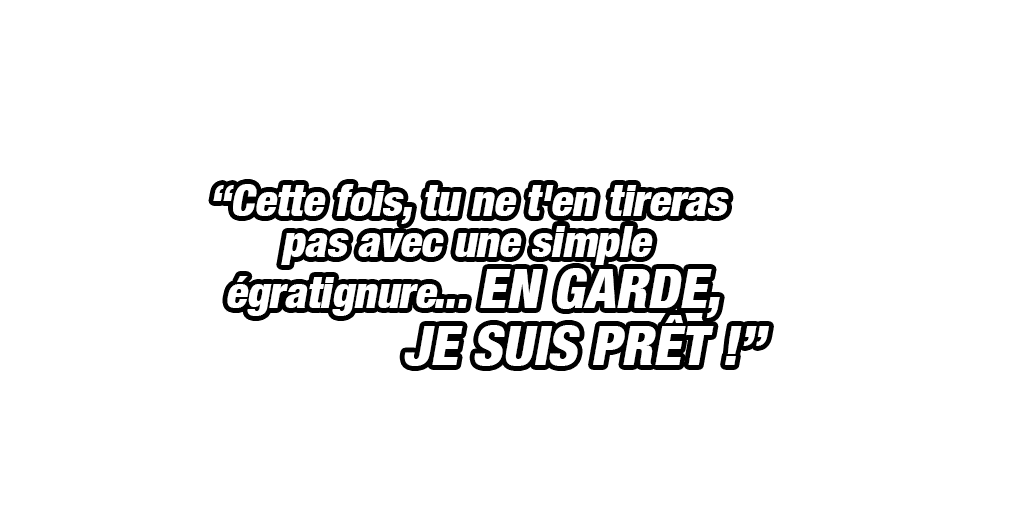 “Cette fois, tu ne t'en tireras
pas avec une simple
égratignure... EN GARDE,
JE SUIS PRÊT !”